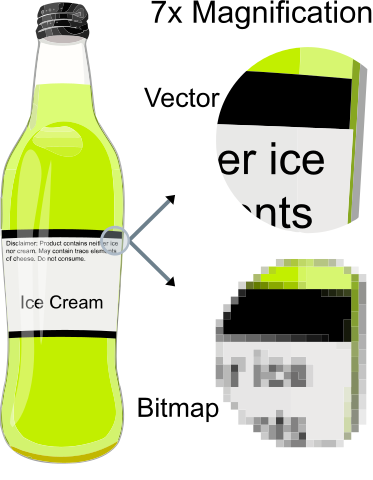 7x Magnification
Vector
er ice
ents
Disclaimer: Product contains neither ice
nor cream. May contain trace elements
of cheese. Do not consume.
Ice Cream
r ice
Bitmap